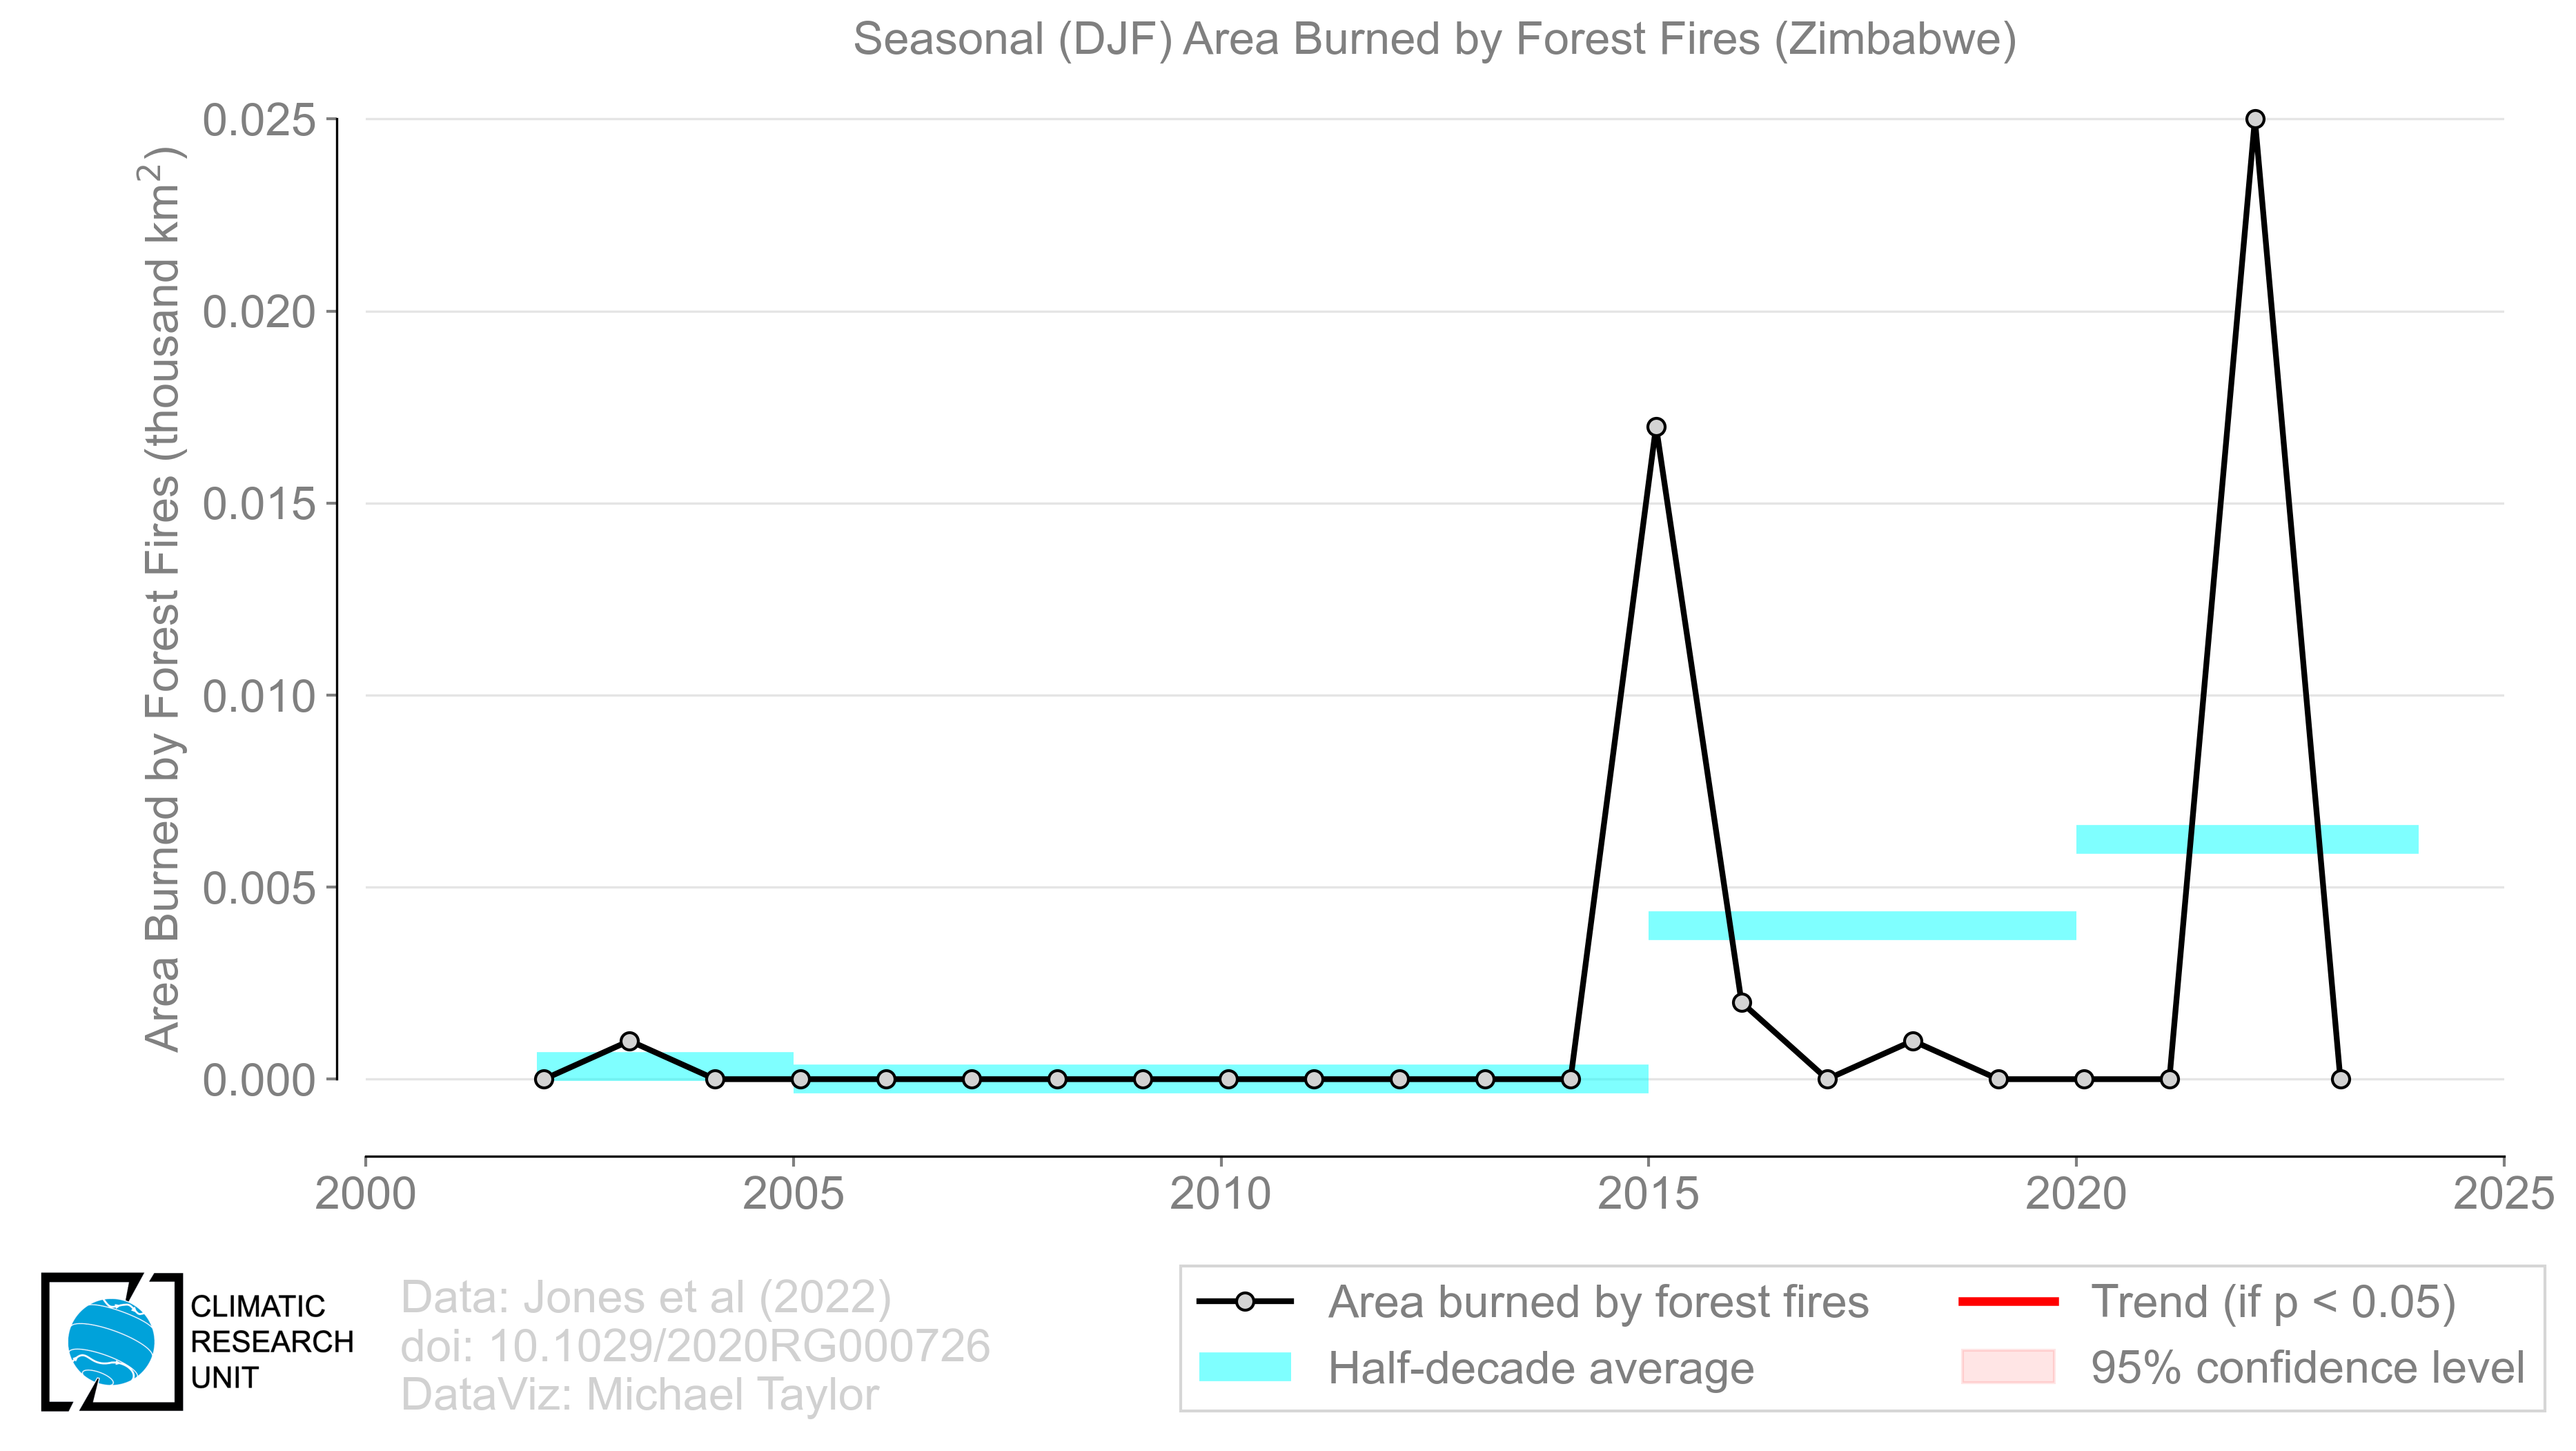 Seasonal (DJF) Area Burned by Forest Fires (Zimbabwe)
Area Burned by Forest Fires (thousand km²)
0.025
0.020
0.015
0.010
0.005
0.000
2000 2005 2010 2015 2020 2025
CLIMATIC
RESEARCH
UNIT
Data: Jones et al (2022)
doi: 10.1029/2020RG000726
DataViz: Michael Taylor
Area burned by forest fires
Half-decade average
Trend (if p < 0.05)
95% confidence level